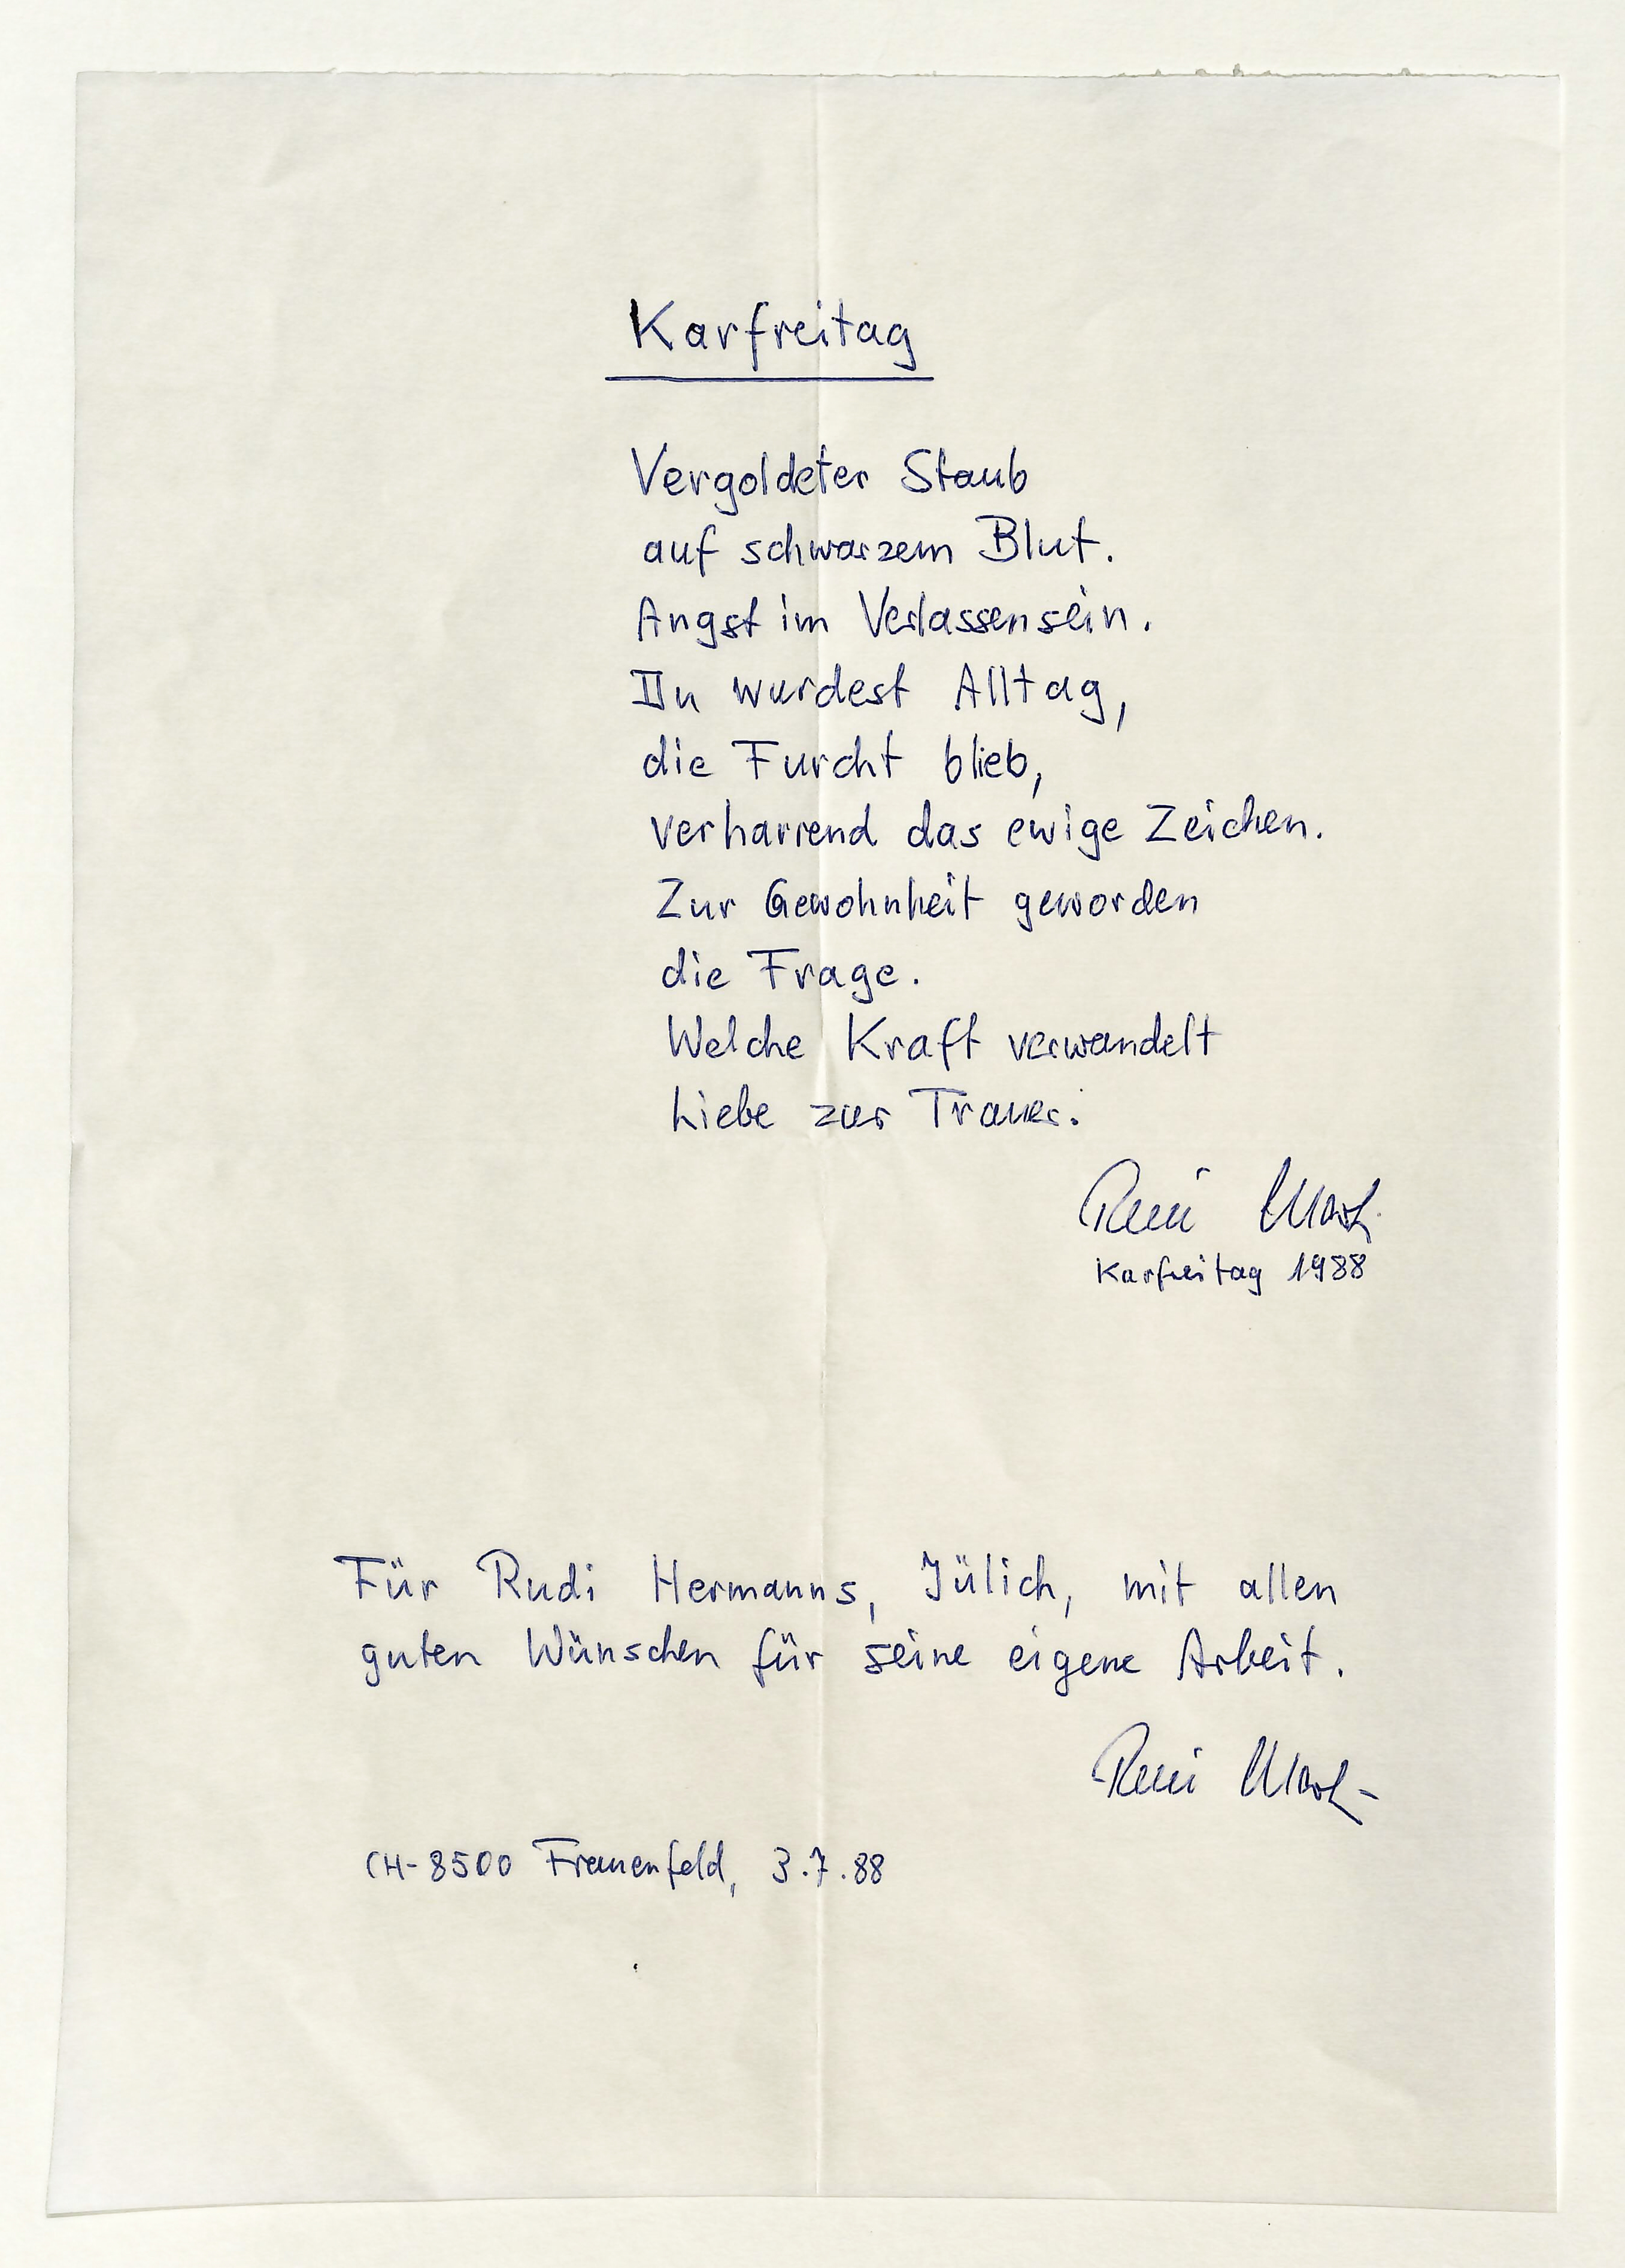 Karfreitag
Vergoldeter Staub
auf schwarzem Blut.
Angst im Verlassensein.
Du wurdest Alltag,
die Furcht blieb,
verharrend das ewige Zeichen.
Zur Gewohnheit geworden
die Frage.
Welche Kraft verwandelt
Liebe zur Trauer.
René
Karfreitag 1988
Für Rudi Hermanns, Jülich, mit allen
guten Wünschen für seine eigene Arbeit.
René
CH-8500 Frauenfeld, 3.7.88